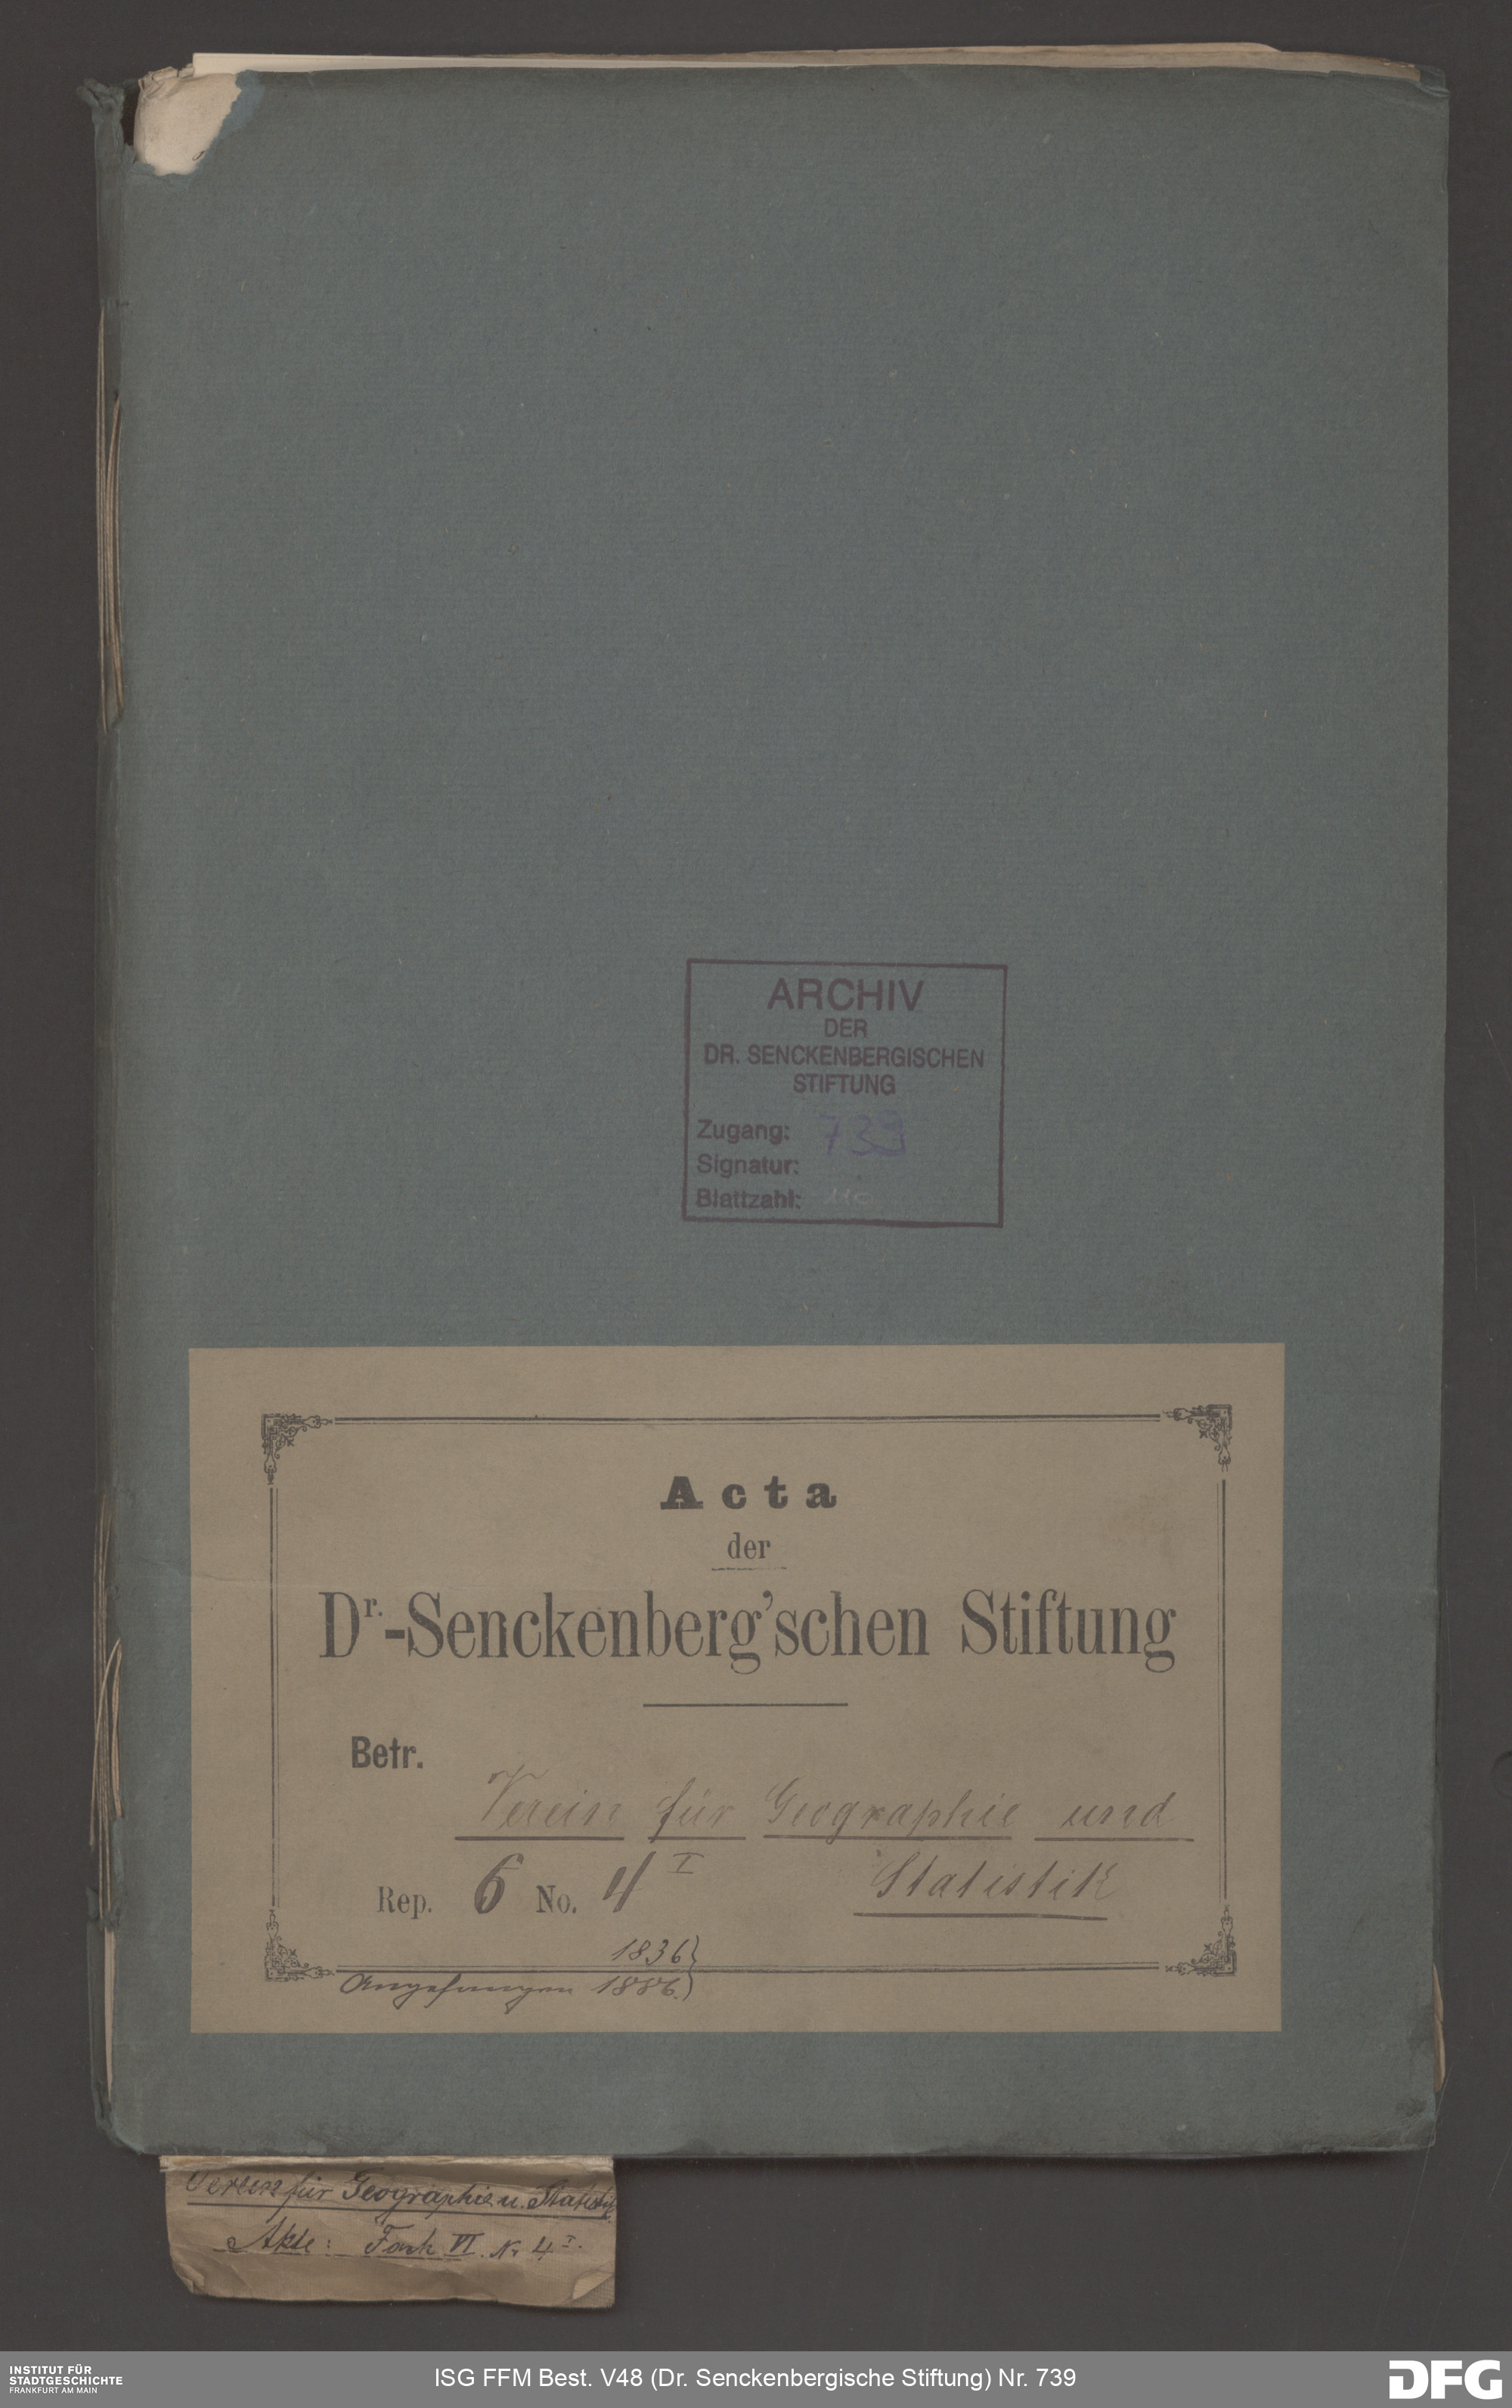 ARCHIV
DER
DR. SENCKENBERGISCHEN
STIFTUNG
Zugang: 739
Signatur:
Blattzahl: 110
Acta
der
Dr.-Senckenberg'schen Stiftung
Betr.
Verein für Geographie und
Statistik
Rep. 6 No. 4 I
1836}
Angefangen 1886.}
Verein für Geographie u. Statistik
Akte: Fach VI. Nr 4 I.
INSTITUT FÜR
STADTGESCHICHTE
FRANKFURT AM MAIN
ISG FFM Best. V48 (Dr. Senckenbergische Stiftung) Nr. 739
DFG